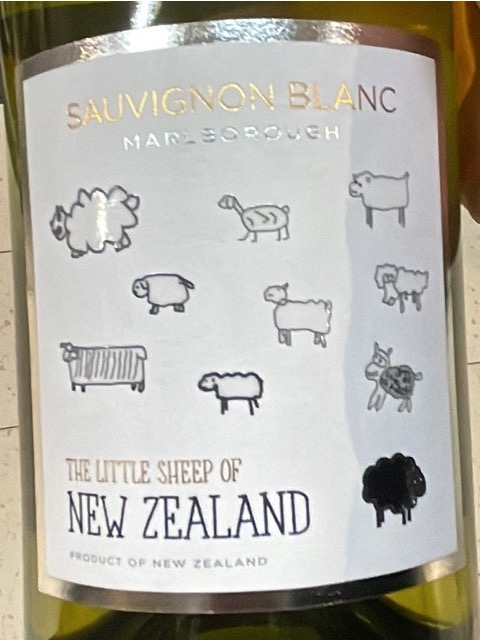 SAUVIGNON BLANC
MARLBOROUGH
THE LITTLE SHEEP OF
NEW ZEALAND
PRODUCT OF NEW ZEALAND